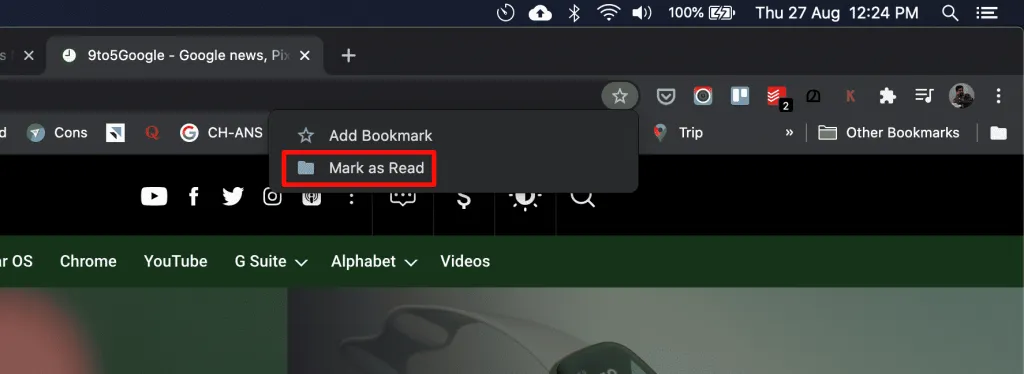 100% Thu 27 Aug 12:24 PM
9to5Google - Google news, Pix
2
Cons CH-ANS Trip » Other Bookmarks
Add Bookmark
Mark as Read
ar OS Chrome YouTube G Suite Alphabet Videos